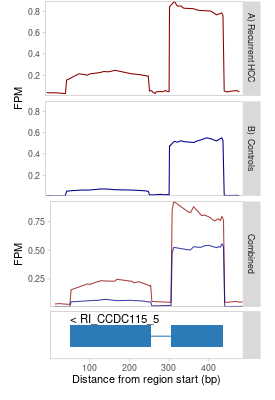 0.8
0.6
0.4
0.2
FPM
A) Recurrent HCC
0.8
0.6
0.4
0.2
B) Controls
0.75
0.50
0.25
FPM
Combined
< RI_CCDC115_5
100 200 300 400
Distance from region start (bp)